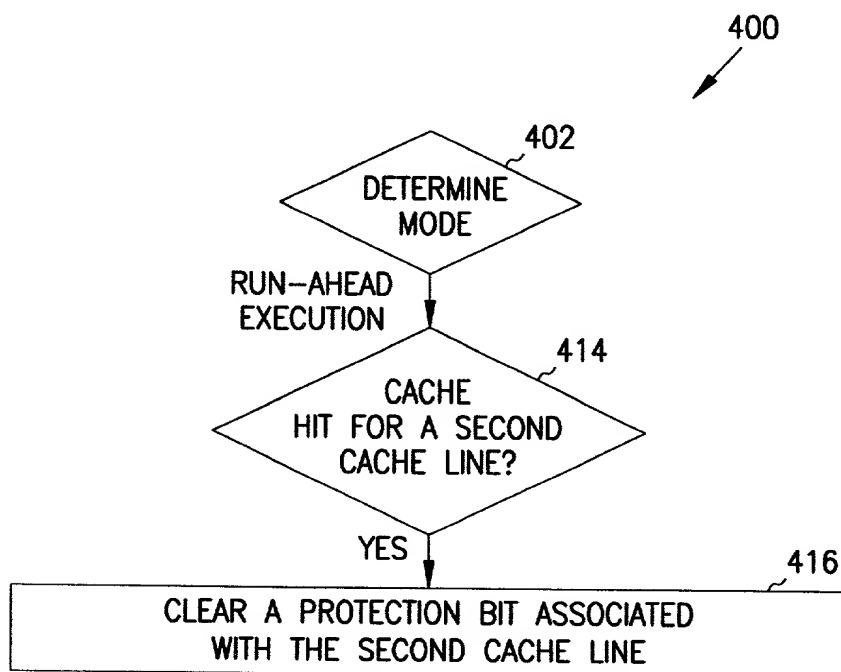 400
402
DETERMINE
MODE
RUN-AHEAD
EXECUTION
414
CACHE
HIT FOR A SECOND
CACHE LINE?
YES
416
CLEAR A PROTECTION BIT ASSOCIATED
WITH THE SECOND CACHE LINE